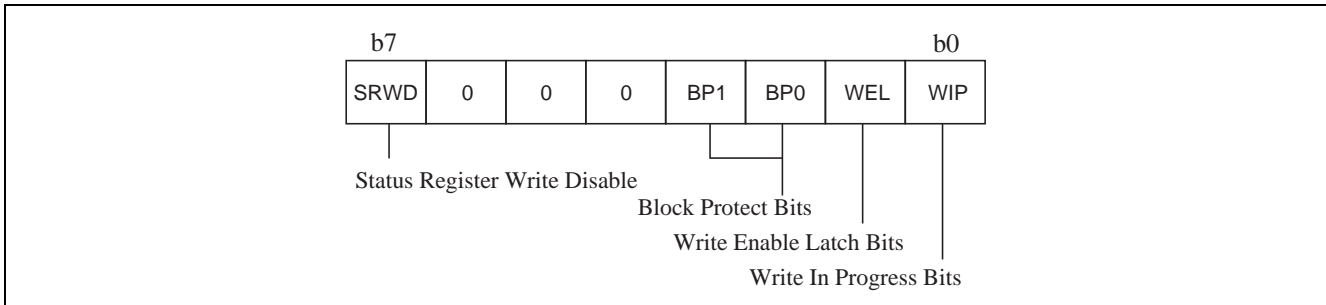 b7 b0
SRWD 0 0 0 BP1 BP0 WEL WIP
Status Register Write Disable
Block Protect Bits
Write Enable Latch Bits
Write In Progress Bits